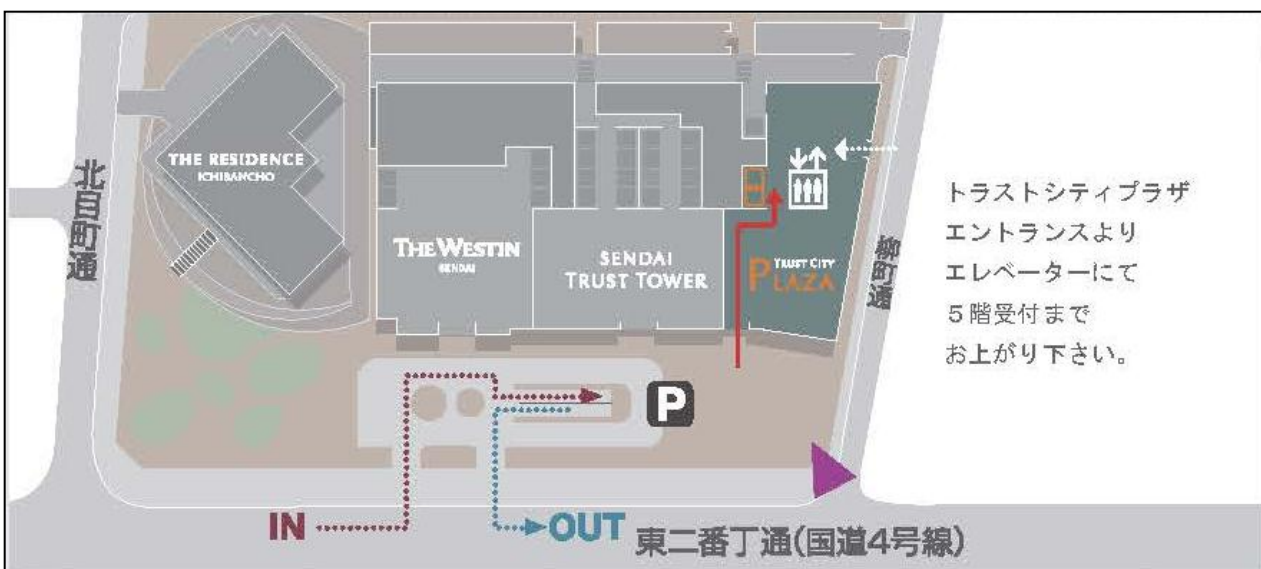 THE RESIDENCE
ICHIBANCHO
北目町通
THE WESTIN
SENDAI
SENDAI
TRUST TOWER
TRUST CITY
PLAZA
柳町通
トラストシティプラザ
エントランスより
エレベーターにて
5階受付まで
お上がり下さい。
P
IN
OUT
東二番丁通(国道4号線)